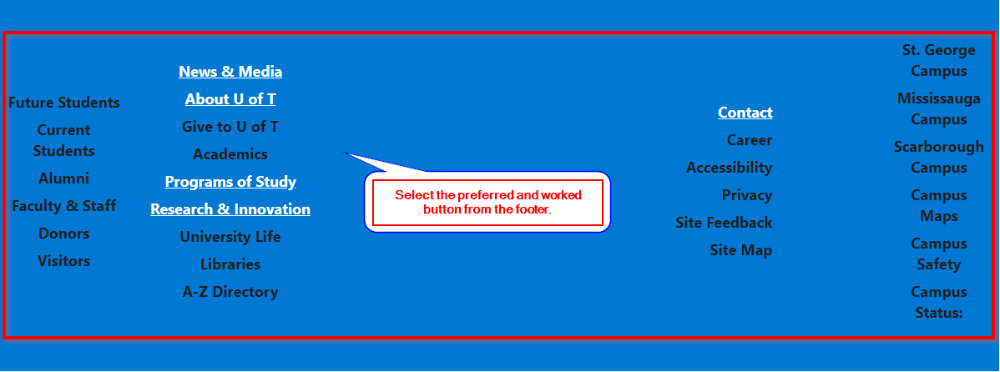 Future Students
Current
Students
Alumni
Faculty & Staff
Donors
Visitors
News & Media
About U of T
Give to U of T
Academics
Programs of Study
Research & Innovation
University Life
Libraries
A-Z Directory
Select the preferred and worked
button from the footer.
Contact
Career
Accessibility
Privacy
Site Feedback
Site Map
St. George
Campus
Mississauga
Campus
Scarborough
Campus
Campus
Maps
Campus
Safety
Campus
Status: